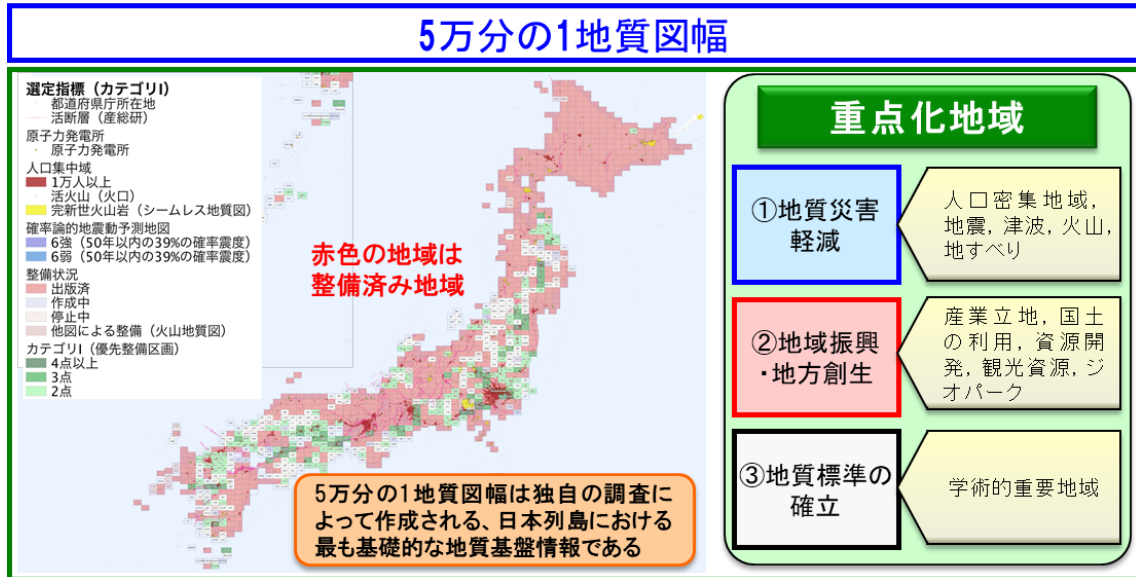 5万分の1地質図幅
選定指標（カテゴリI）
都道府県庁所在地
活断層（産総研）
原子力発電所
原子力発電所
人口集中域
1万人以上
活火山（火口）
完新世火山岩（シームレス地質図）
確率論的地震動予測地図
6強（50年以内の39%の確率震度）
6弱（50年以内の39%の確率震度）
整備状況
出版済
作成中
停止中
他図による整備（火山地質図）
カテゴリI（優先整備区画）
4点以上
3点
2点
赤色の地域は
整備済み地域
5万分の1地質図幅は独自の調査に
よって作成される、日本列島における
最も基礎的な地質基盤情報である
重点化地域
①地質災害
軽減
人口密集地域,
地震, 津波, 火山,
地すべり
②地域振興
・地方創生
産業立地, 国土
の利用, 資源開
発, 観光資源, ジ
オパーク
③地質標準の
確立
学術的重要地域